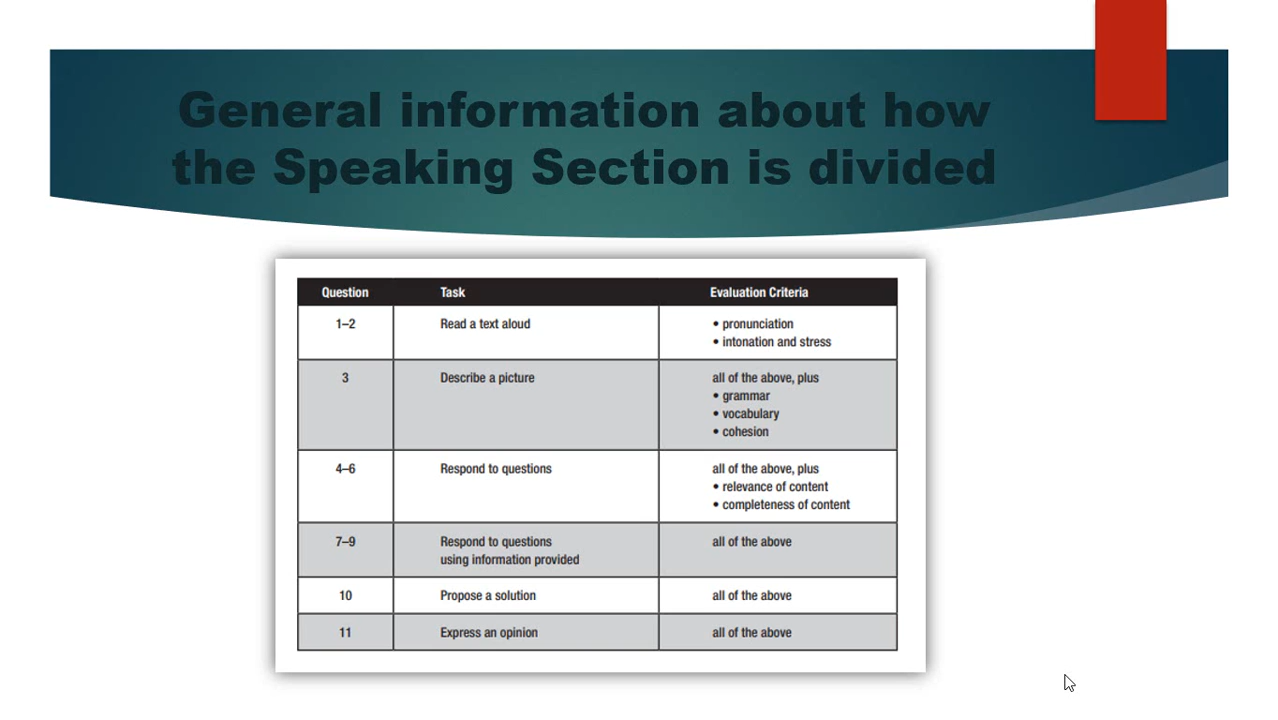 General information about how
the Speaking Section is divided
Question Task Evaluation Criteria
1–2 Read a text aloud • pronunciation
• intonation and stress
3 Describe a picture all of the above, plus
• grammar
• vocabulary
• cohesion
4–6 Respond to questions all of the above, plus
• relevance of content
• completeness of content
7–9 Respond to questions all of the above
using information provided
10 Propose a solution all of the above
11 Express an opinion all of the above